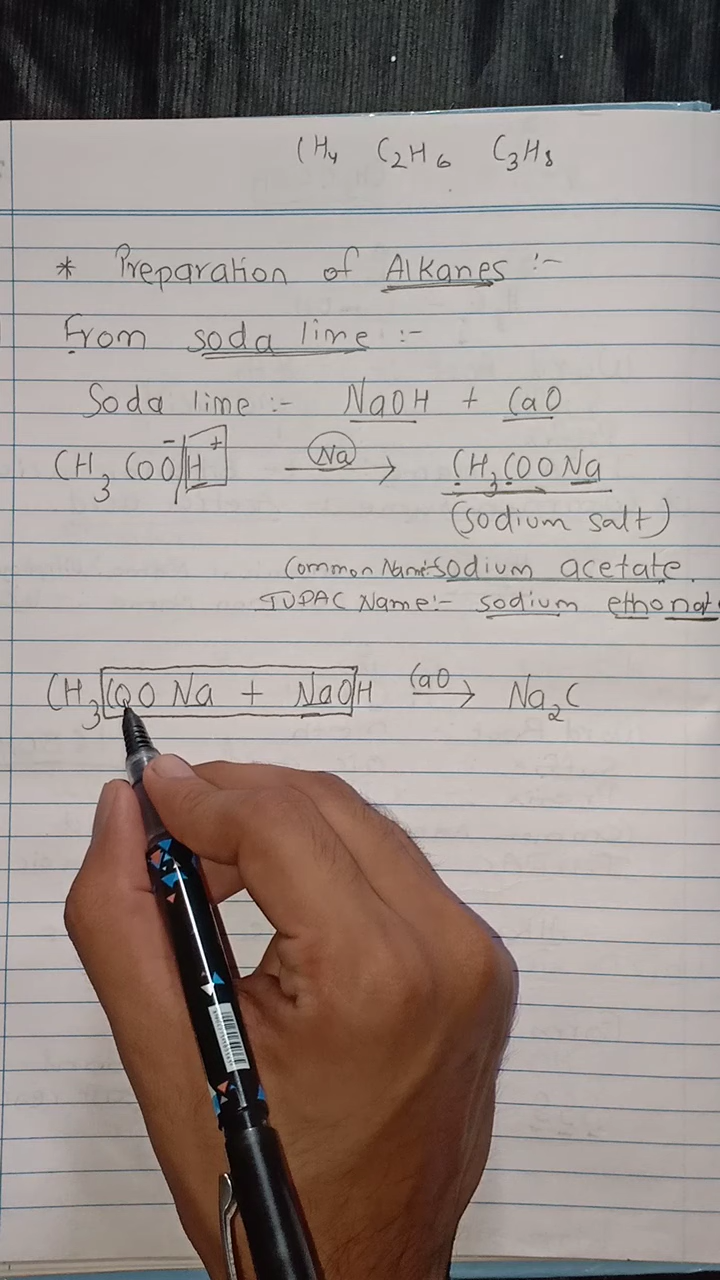 CH₄ C₂H₆ C₃H₈
* Preparation of Alkanes :-
From soda lime :-
Soda lime :- NaOH + CaO
CH₃COO⁻H⁺ Na → CH₃COONa
(sodium salt)
Common Name:- sodium acetate.
IUPAC Name:- sodium ethonat
CH₃COONa + NaOH CaO → Na₂C